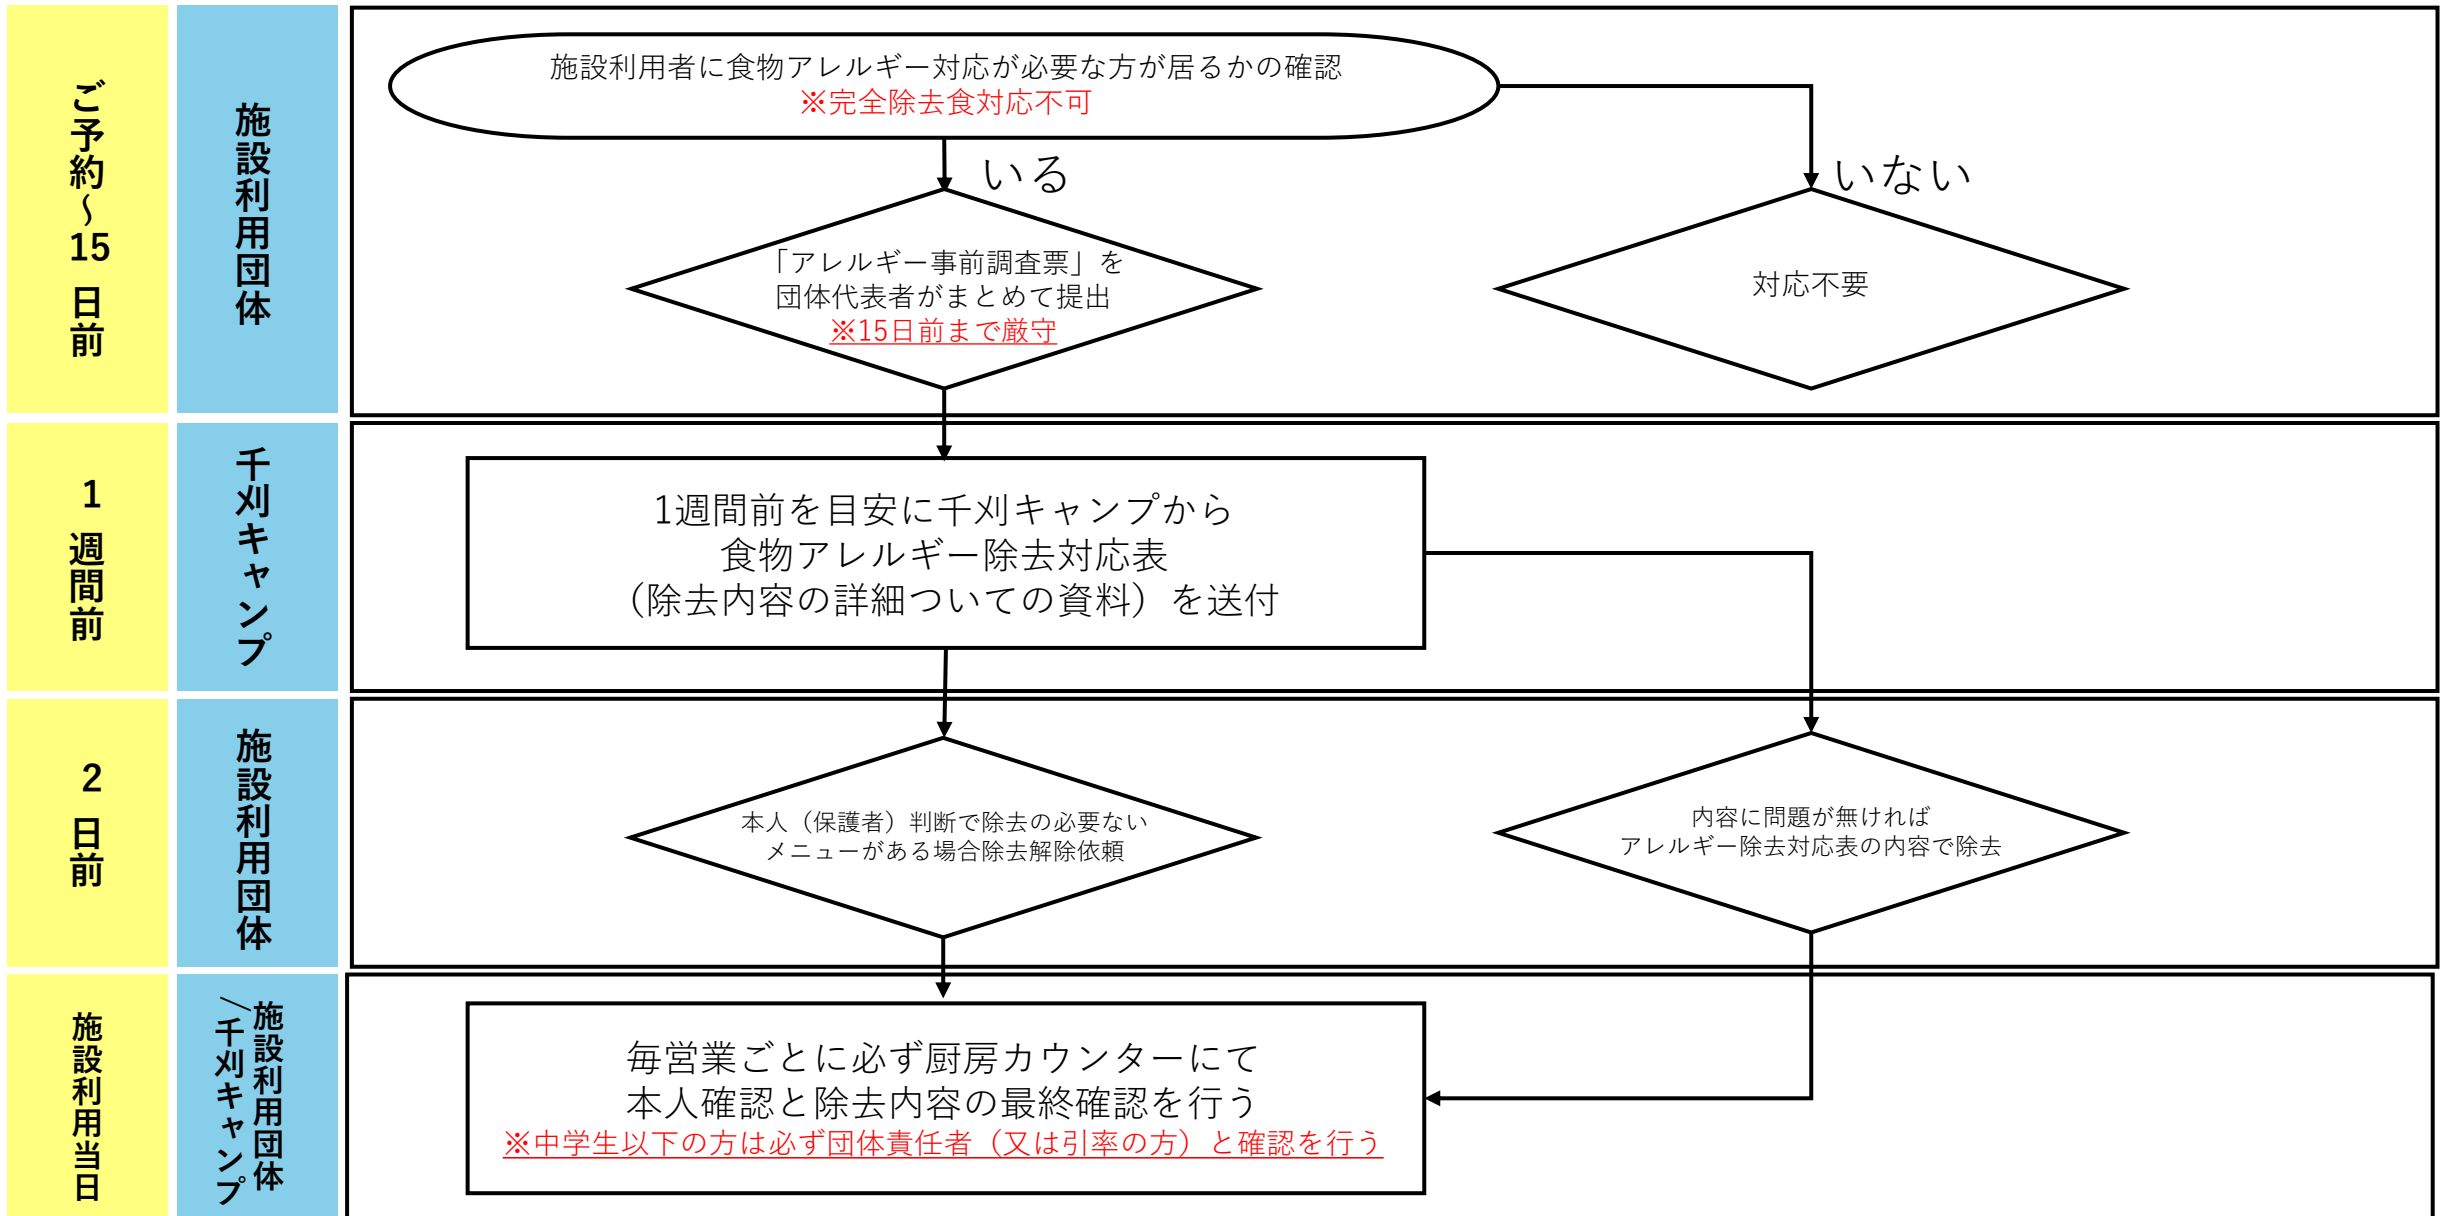 ご予約～15日前
施設利用団体
施設利用者に食物アレルギー対応が必要な方が居るかの確認
※完全除去食対応不可
いる
いない
「アレルギー事前調査票」を
団体代表者がまとめて提出
※15日前まで厳守
対応不要
1週間前
千刈キャンプ
1週間前を目安に千刈キャンプから
食物アレルギー除去対応表
（除去内容の詳細ついての資料）を送付
2日前
施設利用団体
本人（保護者）判断で除去の必要ない
メニューがある場合除去解除依頼
内容に問題が無ければ
アレルギー除去対応表の内容で除去
施設利用当日
施設利用団体
／千刈キャンプ
毎営業ごとに必ず厨房カウンターにて
本人確認と除去内容の最終確認を行う
※中学生以下の方は必ず団体責任者（又は引率の方）と確認を行う